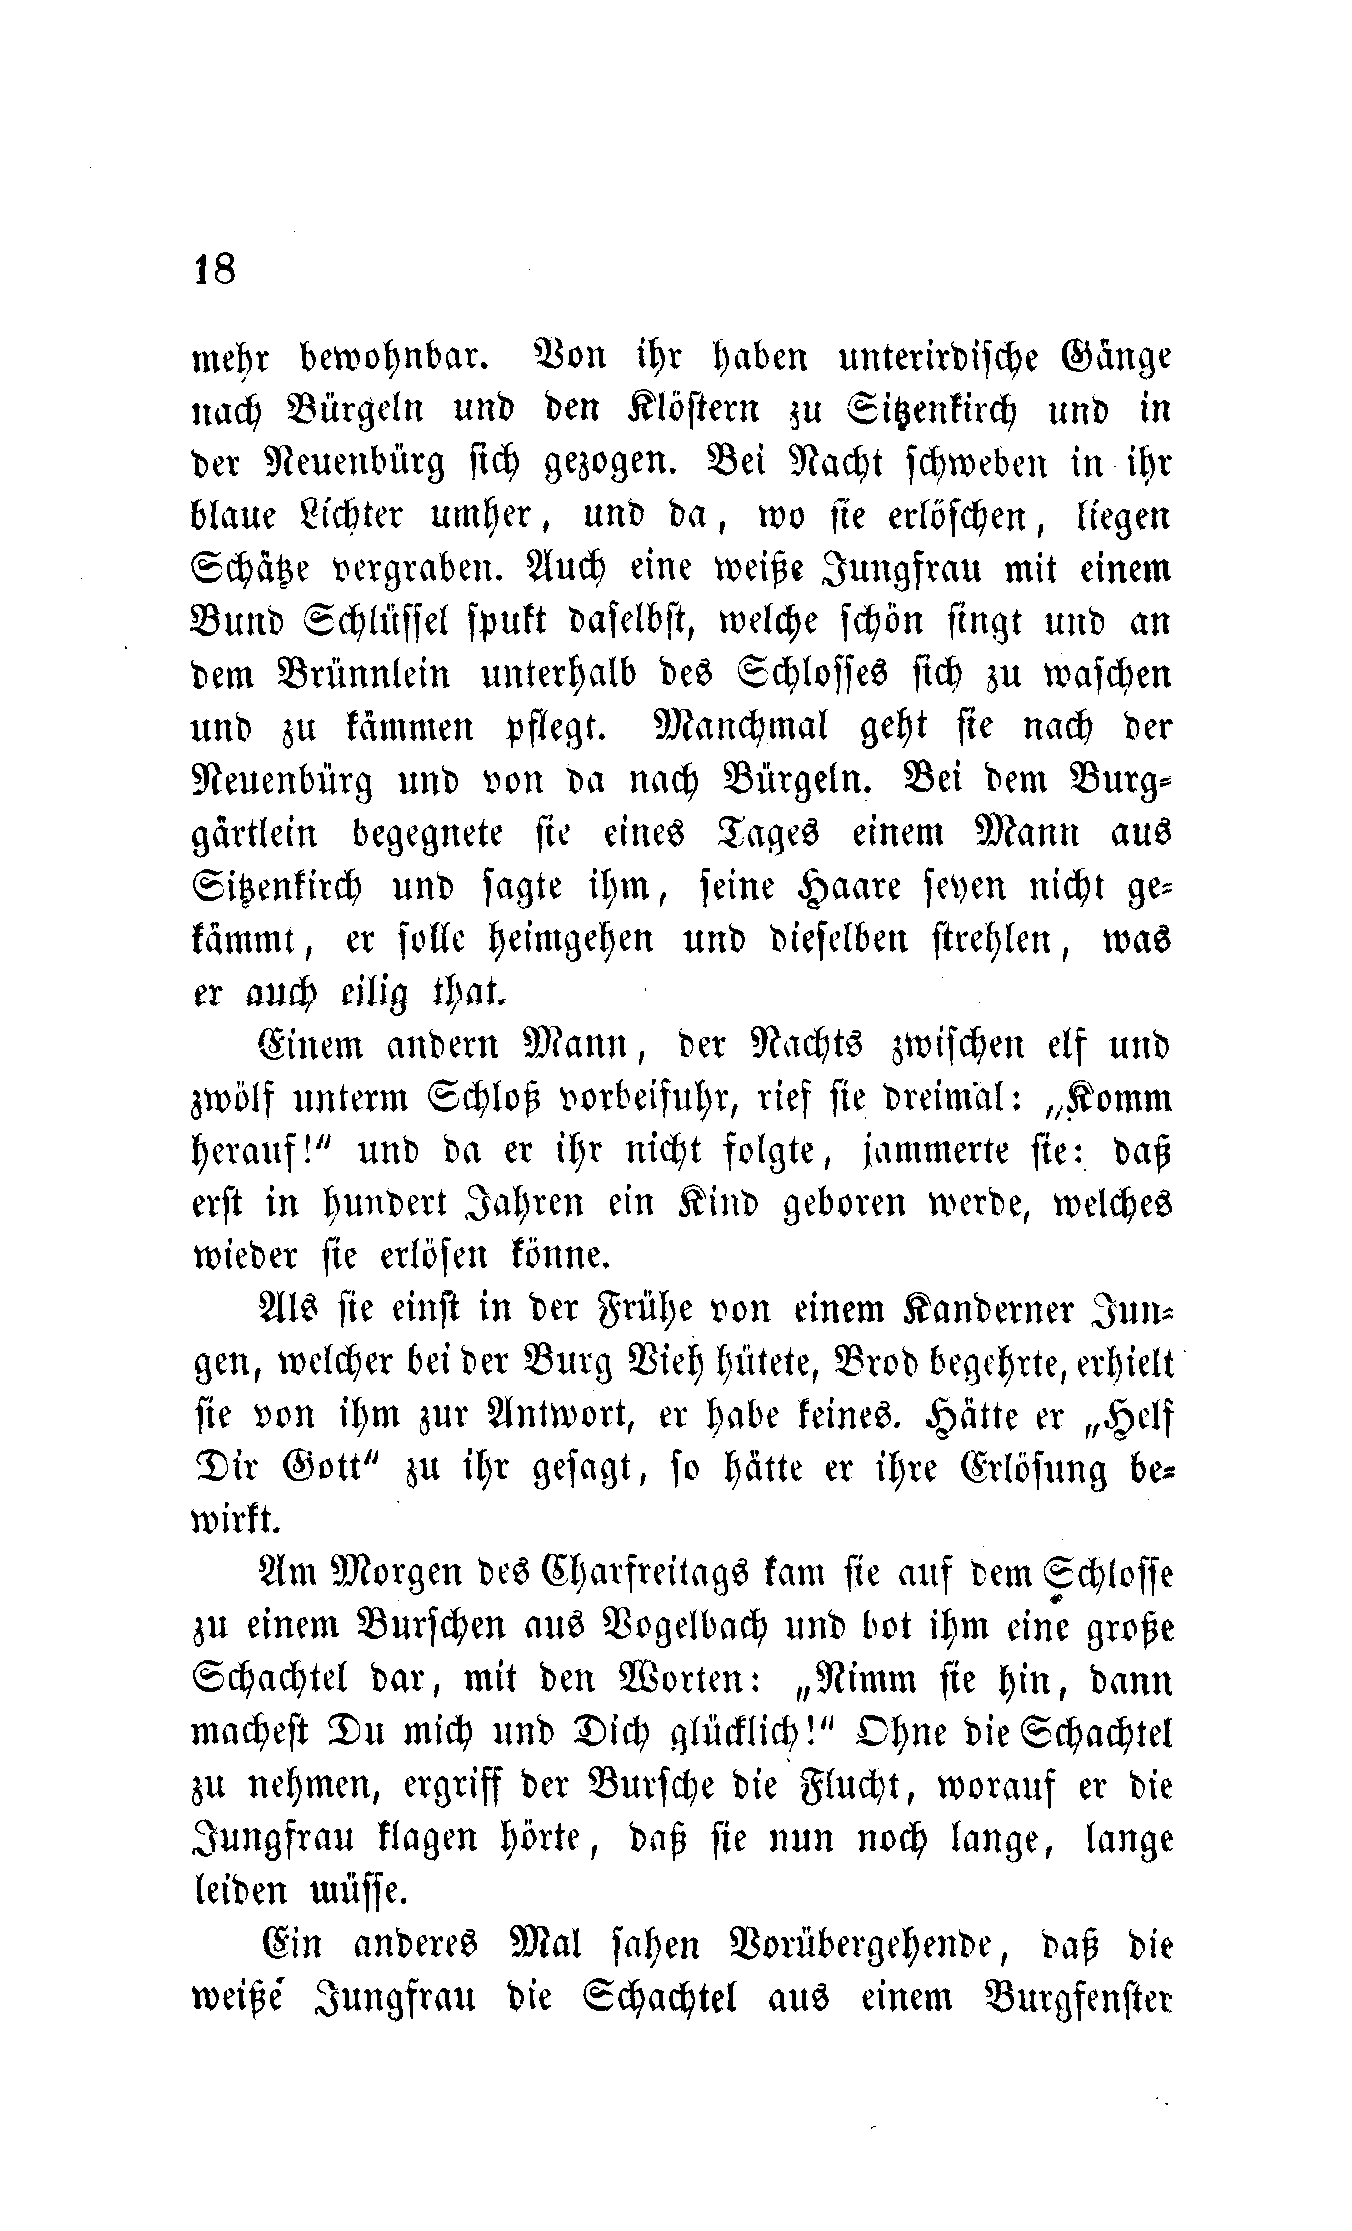 18
mehr bewohnbar. Von ihr haben unterirdische Gänge
nach Bürgeln und den Klöstern zu Sitzenkirch und in
der Neuenbürg sich gezogen. Bei Nacht schweben in ihr
blaue Lichter umher, und da, wo sie erlöschen, liegen
Schätze vergraben. Auch eine weiße Jungfrau mit einem
Bund Schlüssel spukt daselbst, welche schön singt und an
dem Brünnlein unterhalb des Schlosses sich zu waschen
und zu kämmen pflegt. Manchmal geht sie nach der
Neuenbürg und von da nach Bürgeln. Bei dem Burg-
gärtlein begegnete sie eines Tages einem Mann aus
Sitzenkirch und sagte ihm, seine Haare seyen nicht ge-
kämmt, er solle heimgehen und dieselben strehlen, was
er auch eilig that.
Einem andern Mann, der Nachts zwischen elf und
zwölf unterm Schloß vorbeifuhr, rief sie dreimal: „Komm
herauf!“ und da er ihr nicht folgte, jammerte sie: daß
erst in hundert Jahren ein Kind geboren werde, welches
wieder sie erlösen könne.
Als sie einst in der Frühe von einem Kanderner Jun-
gen, welcher bei der Burg Vieh hütete, Brod begehrte, erhielt
sie von ihm zur Antwort, er habe keines. Hätte er „Helf
Dir Gott“ zu ihr gesagt, so hätte er ihre Erlösung be-
wirkt.
Am Morgen des Charfreitags kam sie auf dem Schlosse
zu einem Burschen aus Vogelbach und bot ihm eine große
Schachtel dar, mit den Worten: „Nimm sie hin, dann
machest Du mich und Dich glücklich!“ Ohne die Schachtel
zu nehmen, ergriff der Bursche die Flucht, worauf er die
Jungfrau klagen hörte, daß sie nun noch lange, lange
leiden müsse.
Ein anderes Mal sahen Vorübergehende, daß die
weiße Jungfrau die Schachtel aus einem Burgfenster